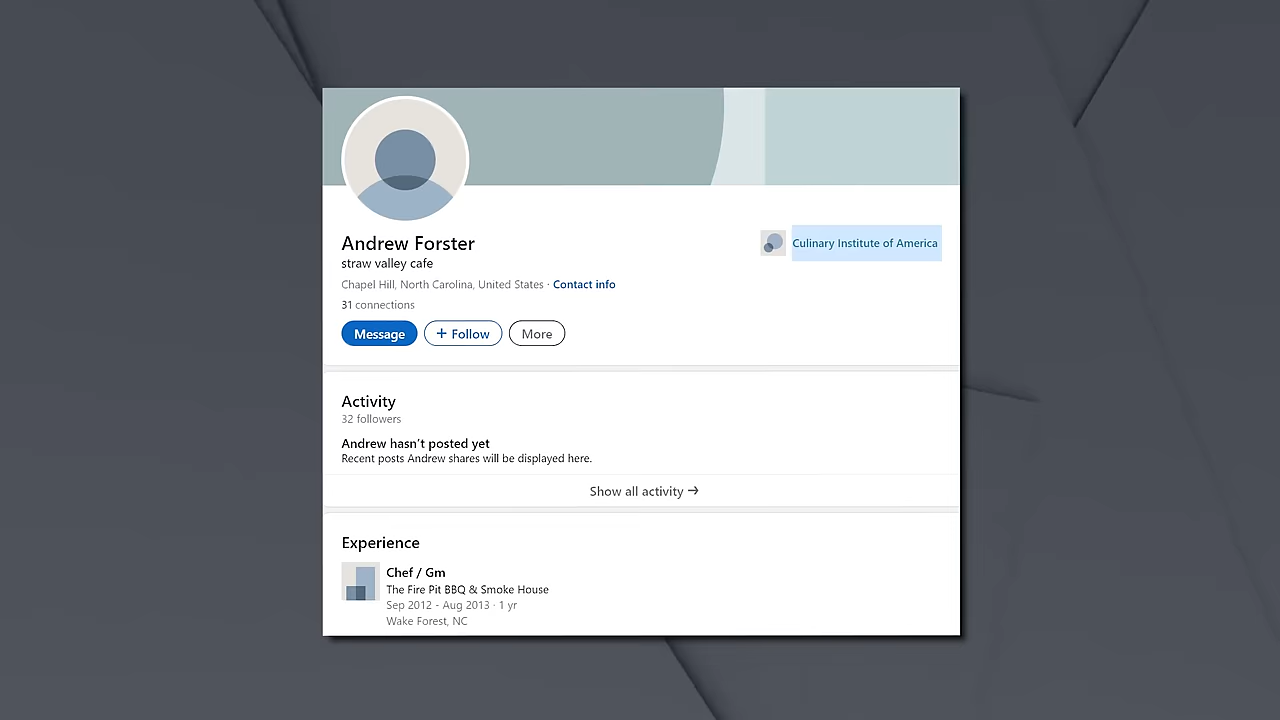 Andrew Forster
Culinary Institute of America
straw valley cafe
Chapel Hill, North Carolina, United States · Contact info
31 connections
Message
+ Follow
More
Activity
32 followers
Andrew hasn't posted yet
Recent posts Andrew shares will be displayed here.
Show all activity →
Experience
Chef / Gm
The Fire Pit BBQ & Smoke House
Sep 2012 - Aug 2013 · 1 yr
Wake Forest, NC